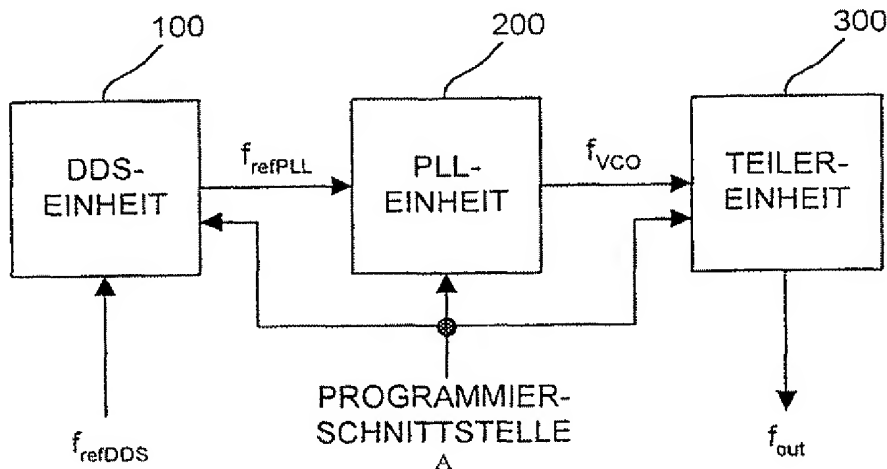 100
200
300
DDS-
EINHEIT
f_refPLL
PLL-
EINHEIT
f_VCO
TEILER-
EINHEIT
PROGRAMMIER-
SCHNITTSTELLE
A
f_refDDS
f_out